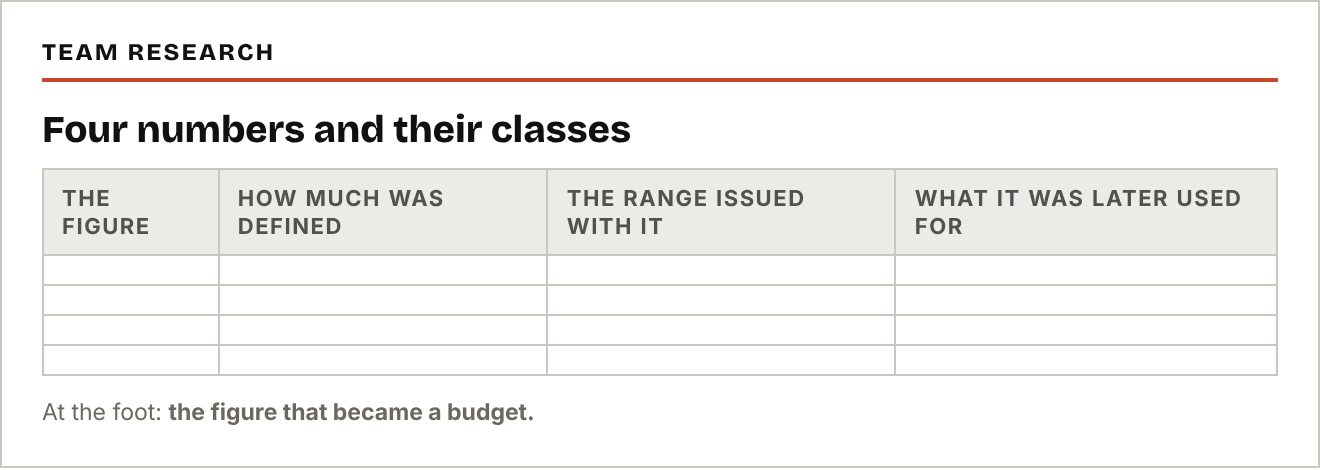 TEAM RESEARCH
Four numbers and their classes
THE FIGURE
HOW MUCH WAS DEFINED
THE RANGE ISSUED WITH IT
WHAT IT WAS LATER USED FOR
At the foot: the figure that became a budget.